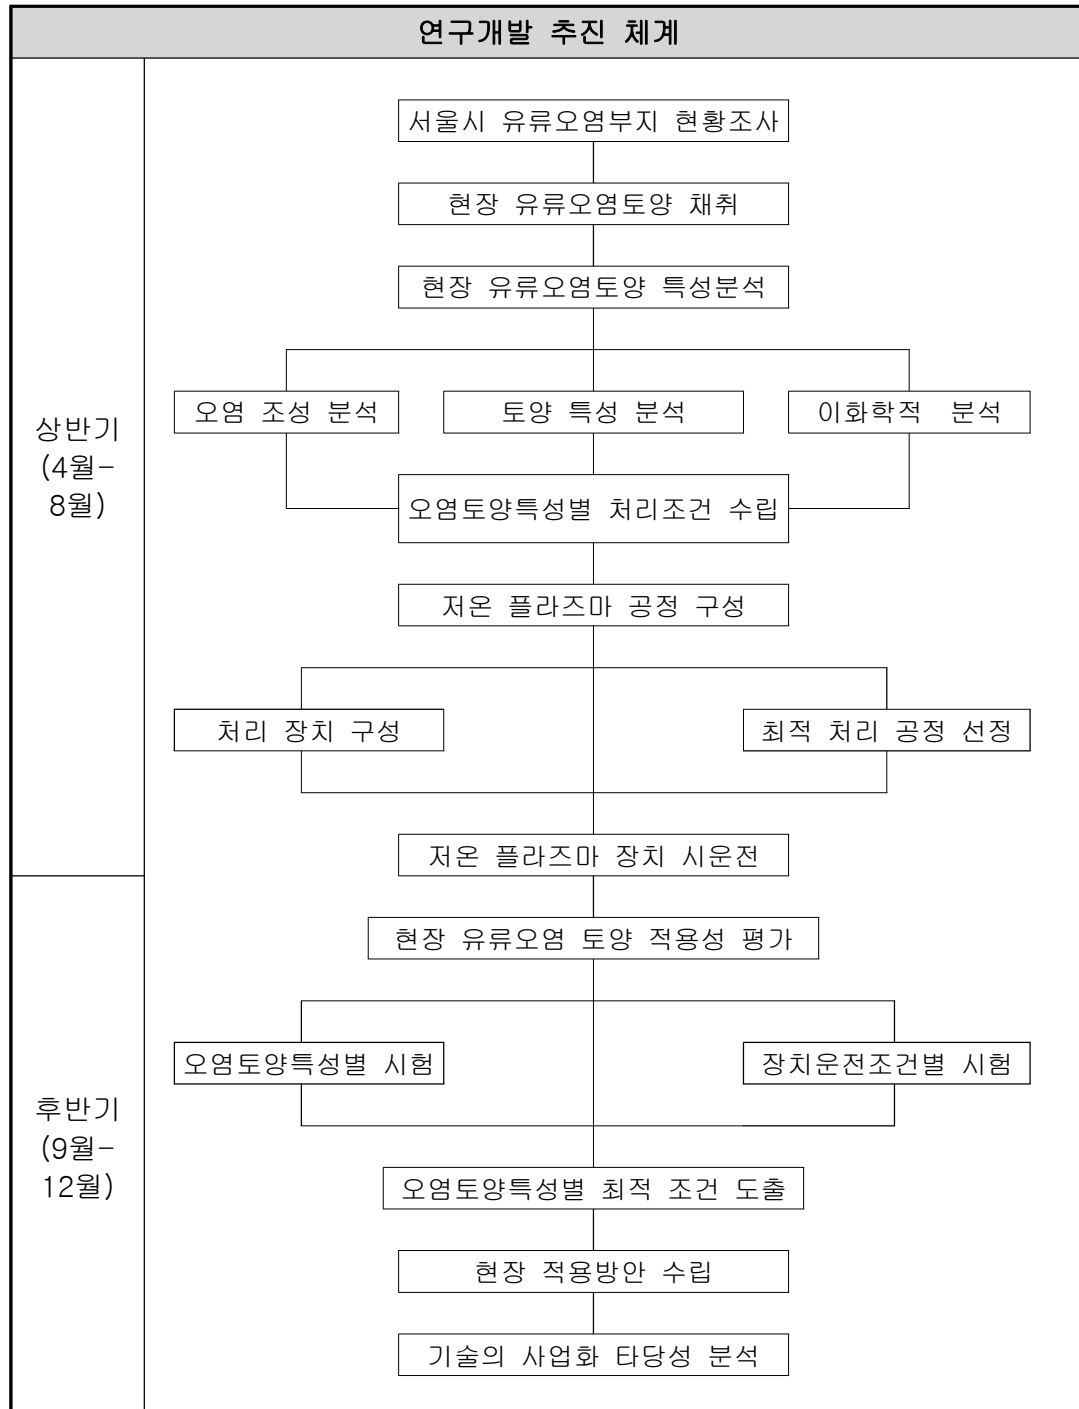 연구개발 추진 체계
상반기
(4월-
8월)
서울시 유류오염부지 현황조사
현장 유류오염토양 채취
현장 유류오염토양 특성분석
오염 조성 분석
토양 특성 분석
이화학적 분석
오염토양특성별 처리조건 수립
저온 플라즈마 공정 구성
처리 장치 구성
최적 처리 공정 선정
저온 플라즈마 장치 시운전
후반기
(9월-
12월)
현장 유류오염 토양 적용성 평가
오염토양특성별 시험
장치운전조건별 시험
오염토양특성별 최적 조건 도출
현장 적용방안 수립
기술의 사업화 타당성 분석